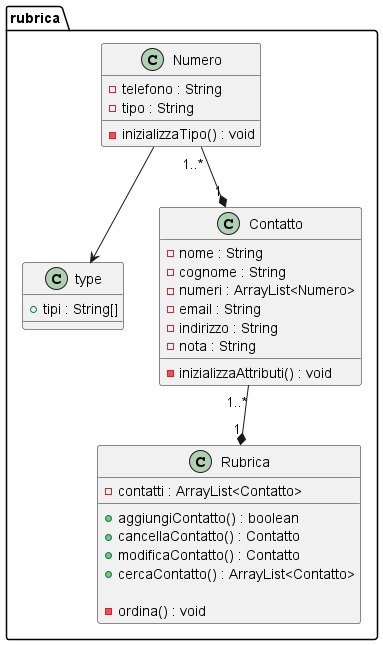 rubrica
C Numero
telefono : String
tipo : String
inizializzaTipo() : void
1..*
1
C type
tipi : String[]
C Contatto
nome : String
cognome : String
numeri : ArrayList<Numero>
email : String
indirizzo : String
nota : String
inizializzaAttributi() : void
1..*
1
C Rubrica
contatti : ArrayList<Contatto>
aggiungiContatto() : boolean
cancellaContatto() : Contatto
modificaContatto() : Contatto
cercaContatto() : ArrayList<Contatto>
ordina() : void